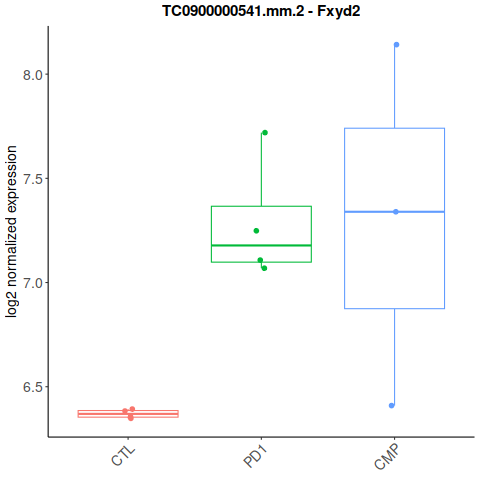 TC0900000541.mm.2 - Fxyd2
log2 normalized expression
8.0
7.5
7.0
6.5
CTL
PD1
CMP